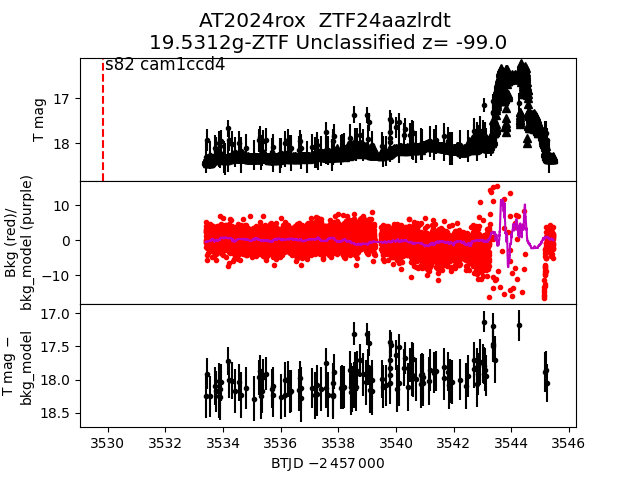 AT2024rox  ZTF24aazlrdt
19.5312g-ZTF Unclassified z= -99.0
s82 cam1ccd4
T mag
17
18
Bkg (red)/
bkg_model (purple)
10
0
−10
T mag −
bkg_model
17.0
17.5
18.0
18.5
3530 3532 3534 3536 3538 3540 3542 3544 3546
BTJD −2 457 000